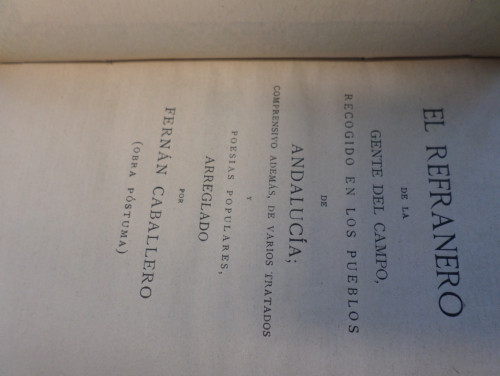 EL REFRANERO
DE LA
GENTE DEL CAMPO,
RECOGIDO EN LOS PUEBLOS
DE
ANDALUCÍA;
COMPRENSIVO ADEMÁS, DE VARIOS TRATADOS
Y
POESIAS POPULARES,
ARREGLADO
POR
FERNÁN CABALLERO
(OBRA PÓSTUMA)